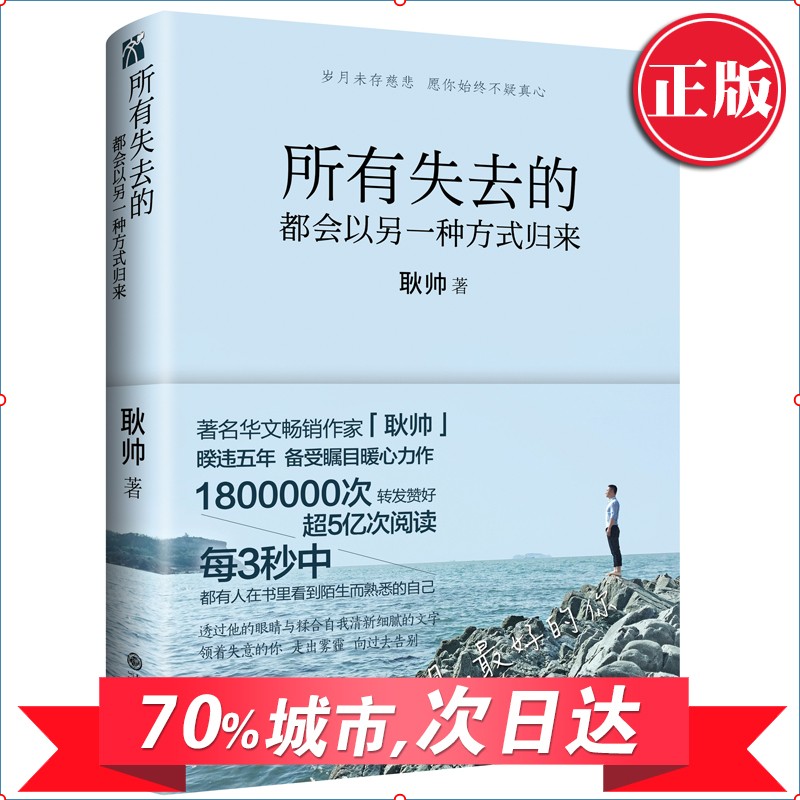 正版
所有失去的
都会以另一种方式归来
耿帅
著
岁月未存慈悲 愿你始终不疑真心
所有失去的
都会以另一种方式归来
耿帅 著
著名华文畅销作家「耿帅」
暌违五年 备受瞩目暖心力作
1800000次 转发赞好
超5亿次阅读
每3秒中
都有人在书里看到陌生而熟悉的自己
透过他的眼睛与揉合自我清新细腻的文字
领着失意的你 走出雾霾 向过去告别
最好的你
70%城市,次日达